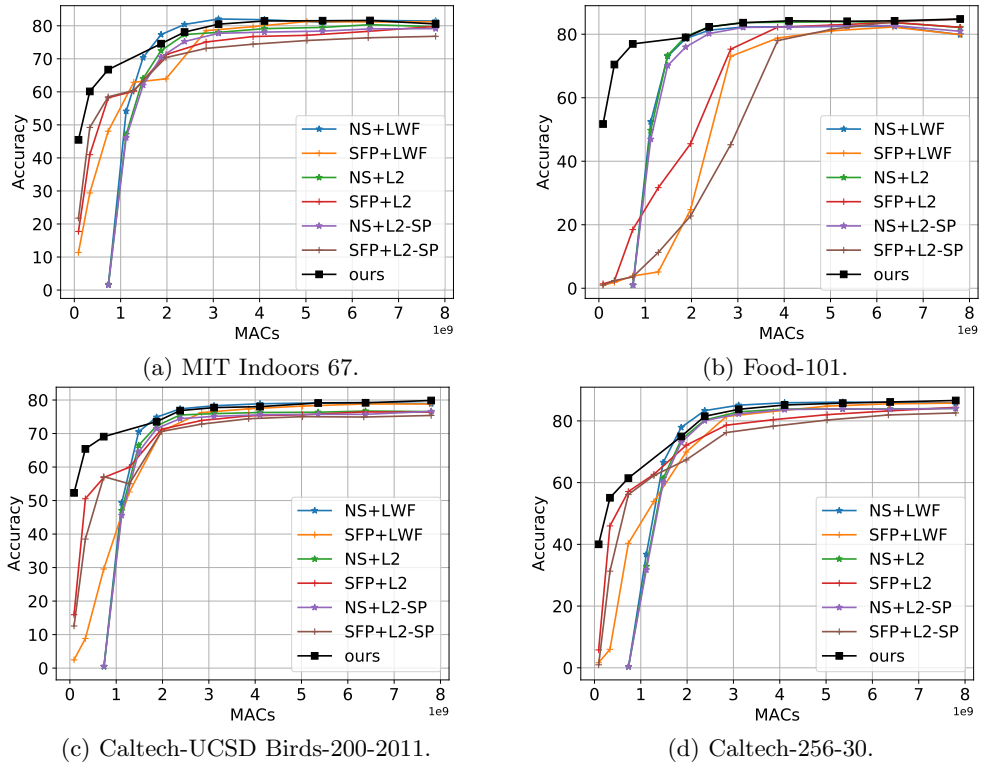 80
70
60
50
40
30
20
10
0
Accuracy
NS+LWF
SFP+LWF
NS+L2
SFP+L2
NS+L2-SP
SFP+L2-SP
ours
0 1 2 3 4 5 6 7 8
1e9
MACs
(a) MIT Indoors 67.
80
60
40
20
0
Accuracy
NS+LWF
SFP+LWF
NS+L2
SFP+L2
NS+L2-SP
SFP+L2-SP
ours
0 1 2 3 4 5 6 7 8
1e9
MACs
(b) Food-101.
80
70
60
50
40
30
20
10
0
Accuracy
NS+LWF
SFP+LWF
NS+L2
SFP+L2
NS+L2-SP
SFP+L2-SP
ours
0 1 2 3 4 5 6 7 8
1e9
MACs
(c) Caltech-UCSD Birds-200-2011.
80
60
40
20
0
Accuracy
NS+LWF
SFP+LWF
NS+L2
SFP+L2
NS+L2-SP
SFP+L2-SP
ours
0 1 2 3 4 5 6 7 8
1e9
MACs
(d) Caltech-256-30.